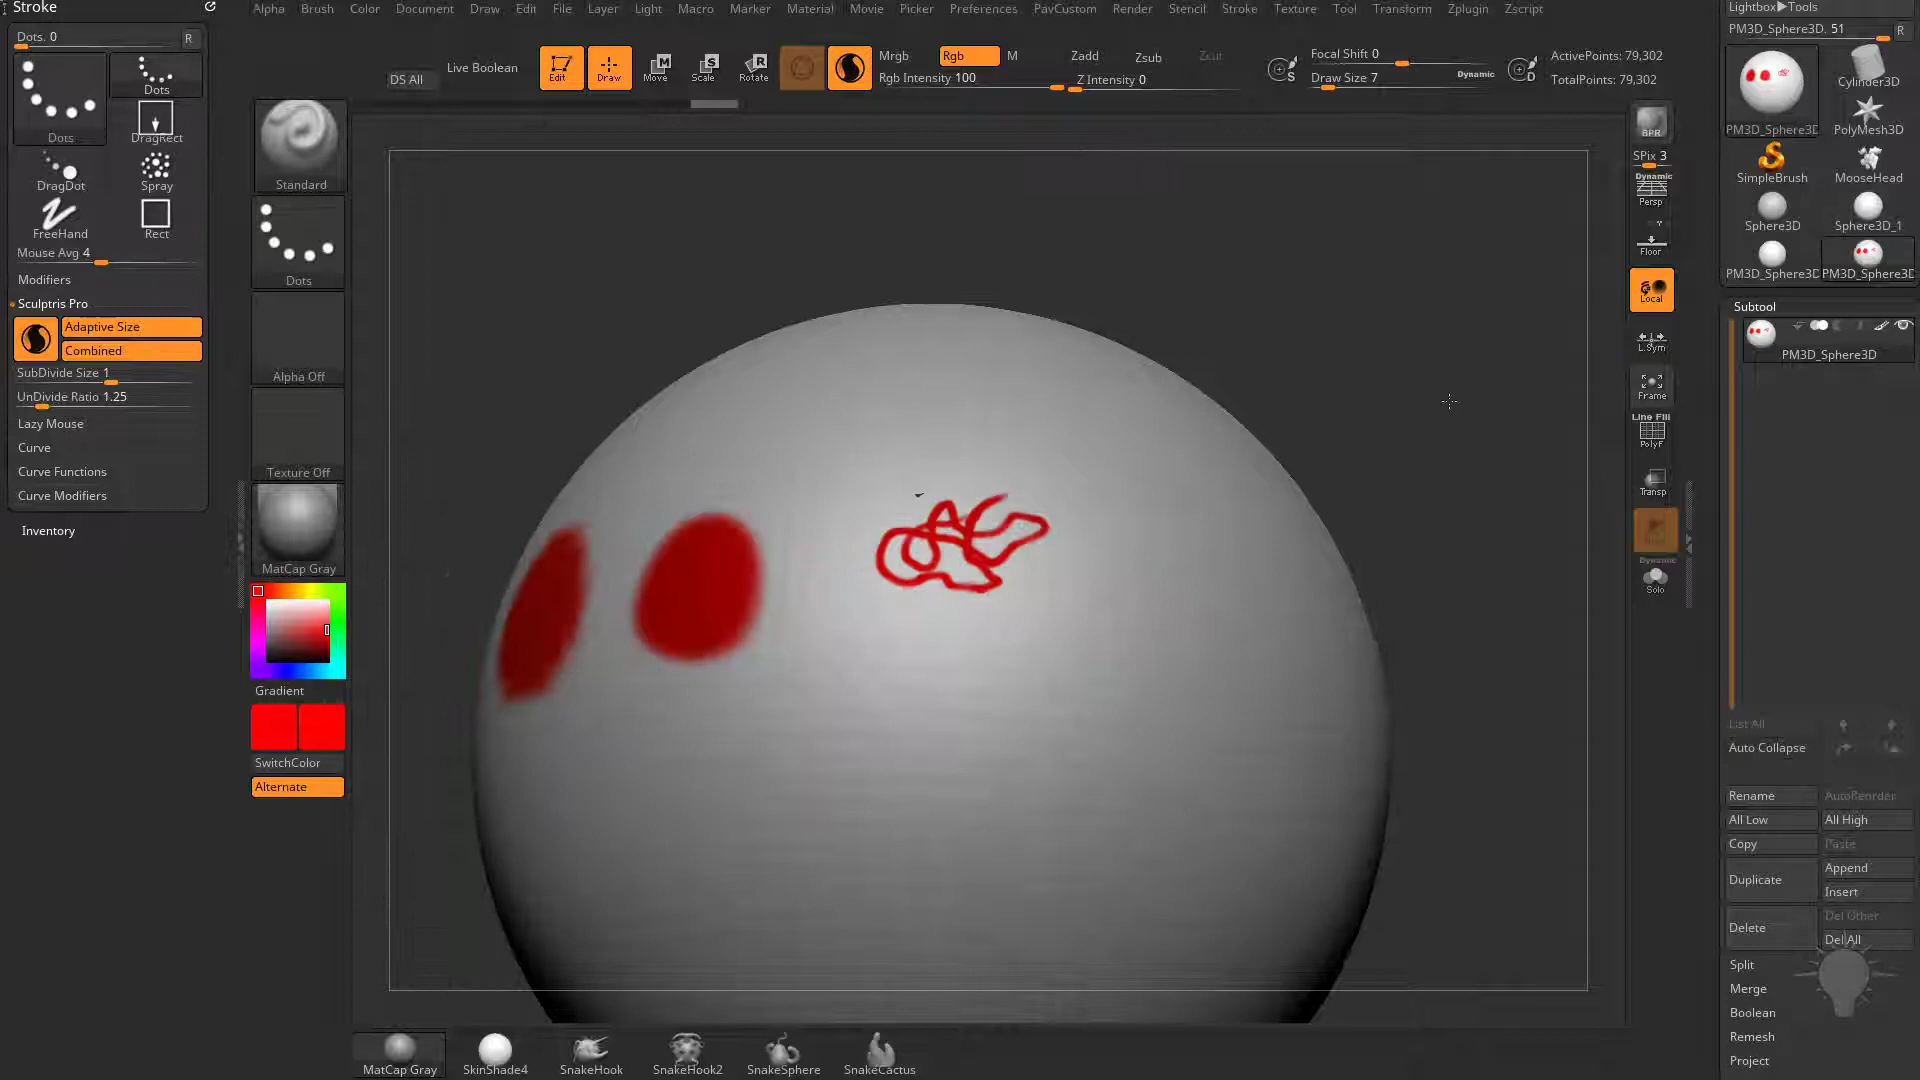 Stroke
Alpha Brush Color Document Draw Edit File Layer Light Macro Marker Material Movie Picker Preferences PavCustom Render Stencil Stroke Texture Tool Transform Zplugin Zscript
Lightbox▶Tools
Dots. 0
R
Dots
Dots
DragRect
DragDot
Spray
FreeHand
Rect
Mouse Avg 4
Modifiers
Sculptris Pro
Adaptive Size
Combined
SubDivide Size 1
UnDivide Ratio 1.25
Lazy Mouse
Curve
Curve Functions
Curve Modifiers
Inventory
DS All
Live Boolean
Edit
Draw
Move
Scale
Rotate
Mrgb
Rgb
M
Rgb Intensity 100
Zadd
Zsub
Zcut
Z Intensity 0
Focal Shift 0
Draw Size 7
Dynamic
ActivePoints: 79,302
TotalPoints: 79,302
Standard
Dots
Alpha Off
Texture Off
MatCap Gray
Gradient
SwitchColor
Alternate
BPR
SPix 3
Dynamic
Persp
Floor
Local
L.Sym
Frame
Line Fill
PolyF
Transp
Dynamic
Solo
PM3D_Sphere3D. 51
R
PM3D_Sphere3D
Cylinder3D
PolyMesh3D
SimpleBrush
MooseHead
Sphere3D
Sphere3D_1
PM3D_Sphere3D
PM3D_Sphere3D
Subtool
PM3D_Sphere3D
List All
Auto Collapse
Rename
AutoReorder
All Low
All High
Copy
Paste
Duplicate
Append
Insert
Delete
Del Other
Del All
Split
Merge
Boolean
Remesh
Project
MatCap Gray
SkinShade4
SnakeHook
SnakeHook2
SnakeSphere
SnakeCactus